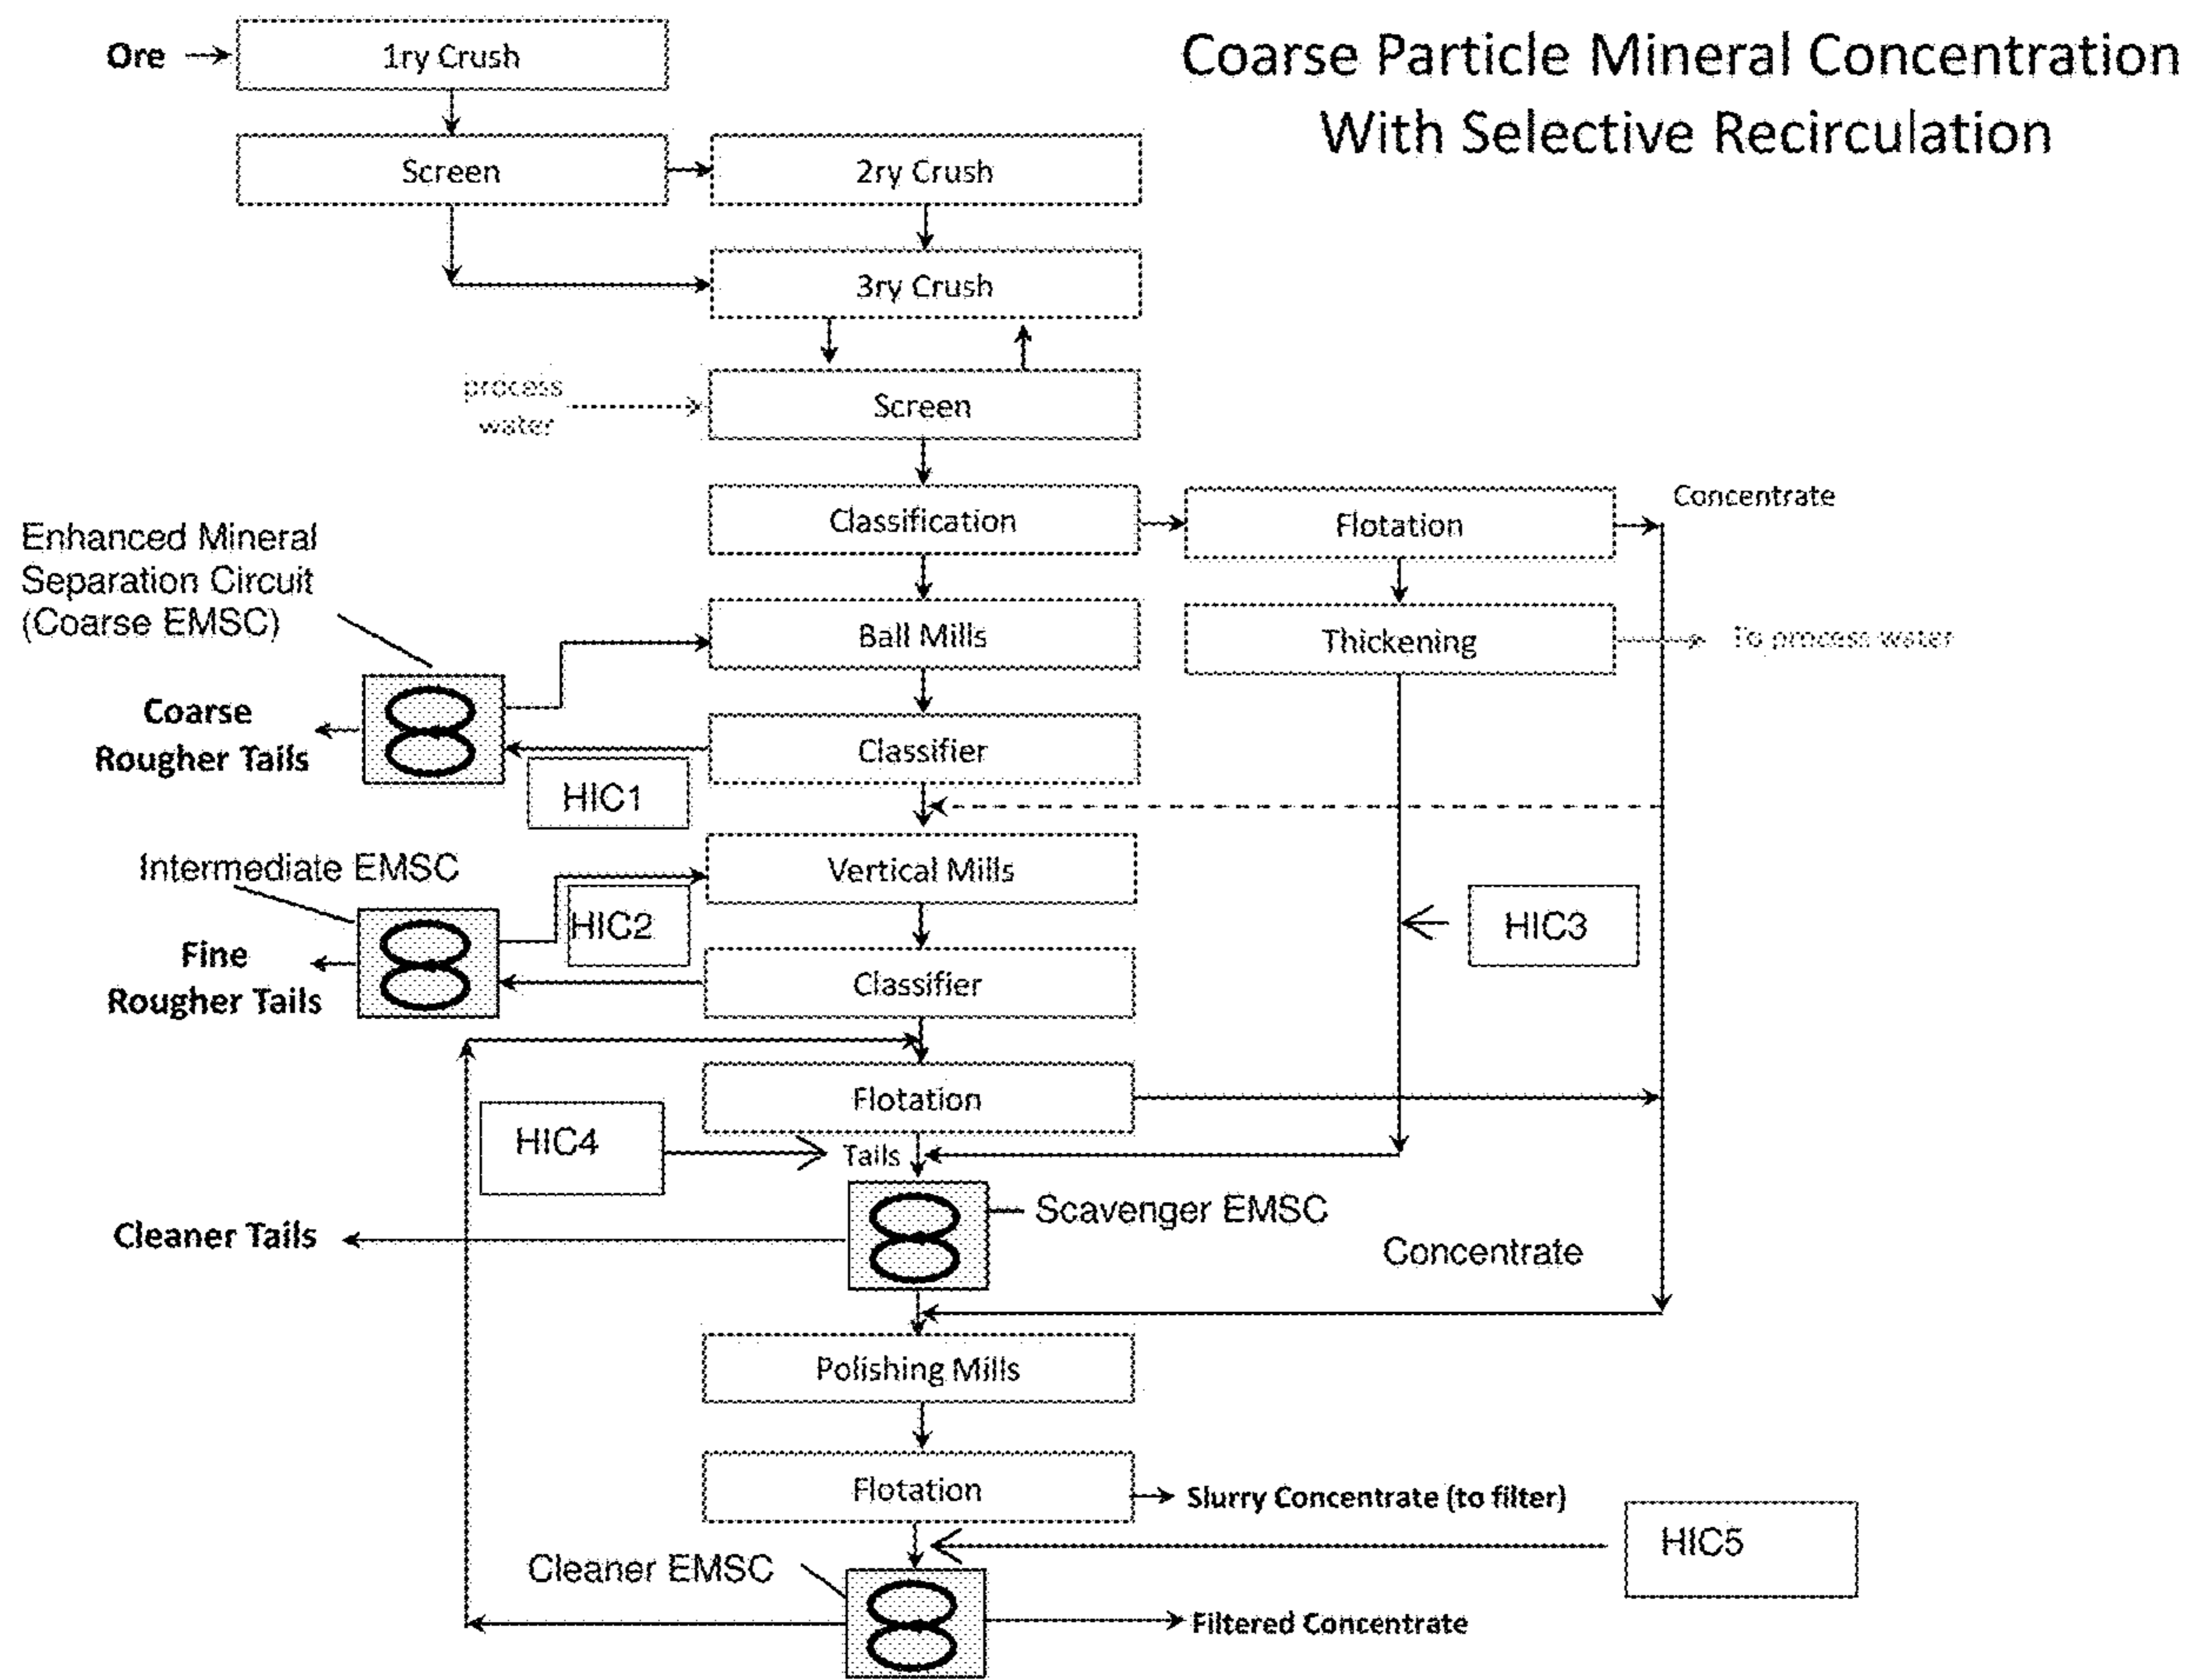 Coarse Particle Mineral Concentration
With Selective Recirculation
Ore
1ry Crush
Screen
2ry Crush
3ry Crush
process
water
Screen
Classification
Flotation
Concentrate
Enhanced Mineral
Separation Circuit
(Coarse EMSC)
Ball Mills
Thickening
To process water
Coarse
Rougher Tails
Classifier
HIC1
Intermediate EMSC
Vertical Mills
HIC2
HIC3
Fine
Rougher Tails
Classifier
Flotation
HIC4
Tails
Scavenger EMSC
Cleaner Tails
Concentrate
Polishing Mills
Flotation
Slurry Concentrate (to filter)
HIC5
Cleaner EMSC
Filtered Concentrate